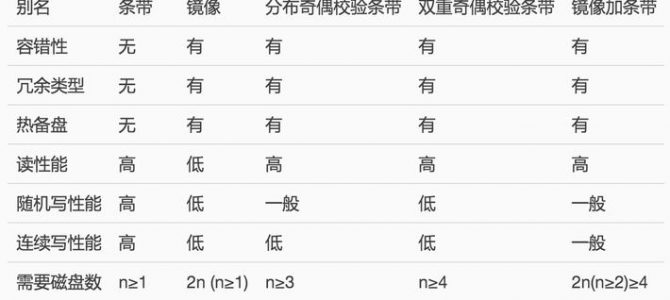 别名 条带 镜像 分布奇偶校验条带 双重奇偶校验条带 镜像加条带
容错性 无 有 有 有 有
冗余类型 无 有 有 有 有
热备盘 无 有 有 有 有
读性能 高 低 高 高 高
随机写性能 高 低 一般 低 一般
连续写性能 高 低 低 低 一般
需要磁盘数 n≥1 2n (n≥1) n≥3 n≥4 2n(n≥2)≥4